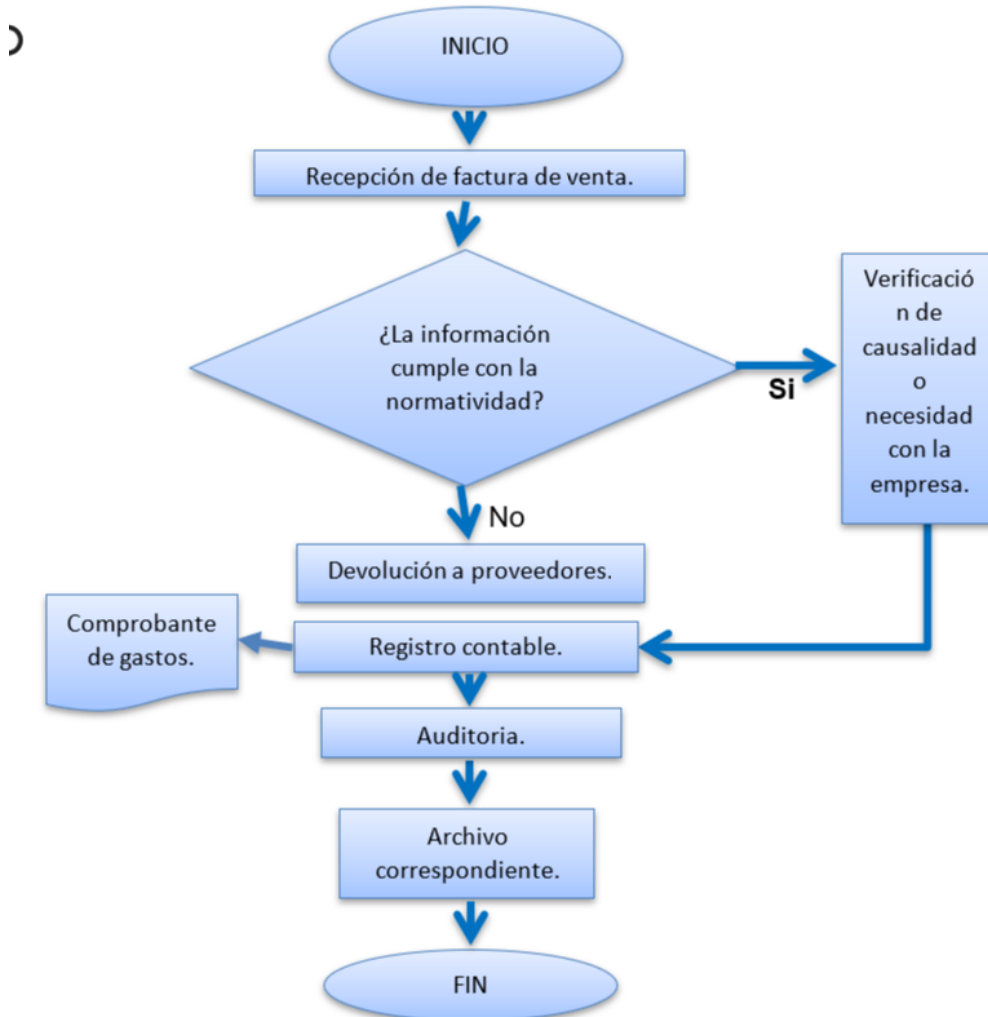 INICIO
Recepción de factura de venta.
¿La información
cumple con la
normatividad?
Si
Verificació
n de
causalidad
o
necesidad
con la
empresa.
No
Devolución a proveedores.
Comprobante
de gastos.
Registro contable.
Auditoria.
Archivo
correspondiente.
FIN